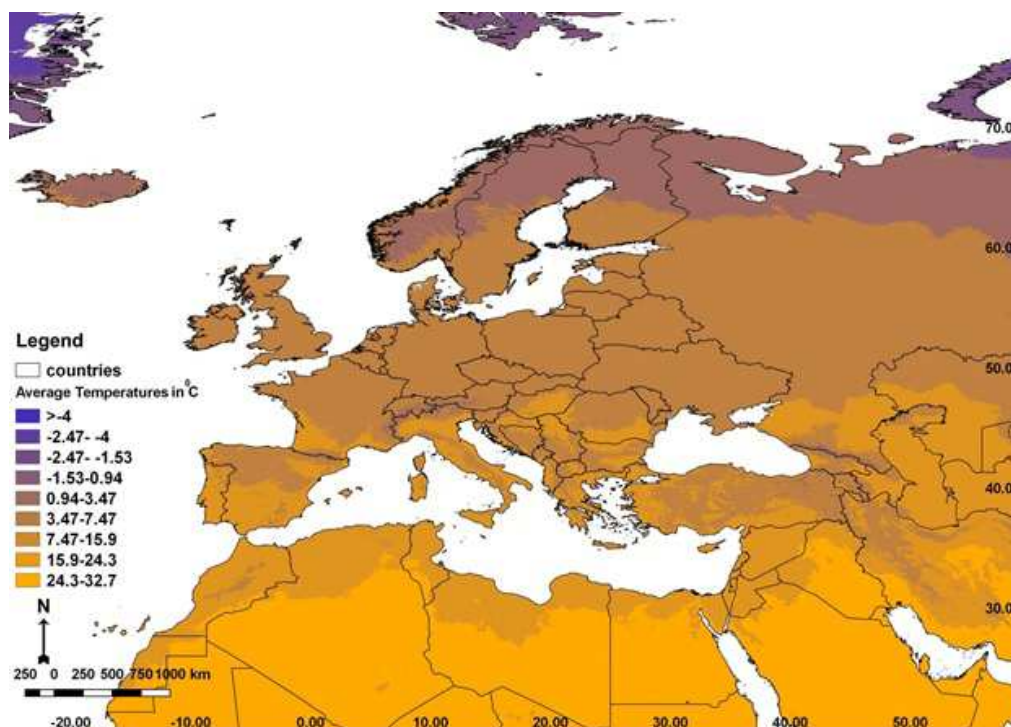 70.0
60.0
Legend
countries
Average Temperatures in ⁰C
>-4
-2.47- -4
-2.47- -1.53
-1.53-0.94
0.94-3.47
3.47-7.47
7.47-15.9
15.9-24.3
24.3-32.7
50.0
40.0
30.0
N
250 0 250 500 750 1000 km
-20.00 -10.00 0.00 10.00 20.00 30.00 40.00 50.00